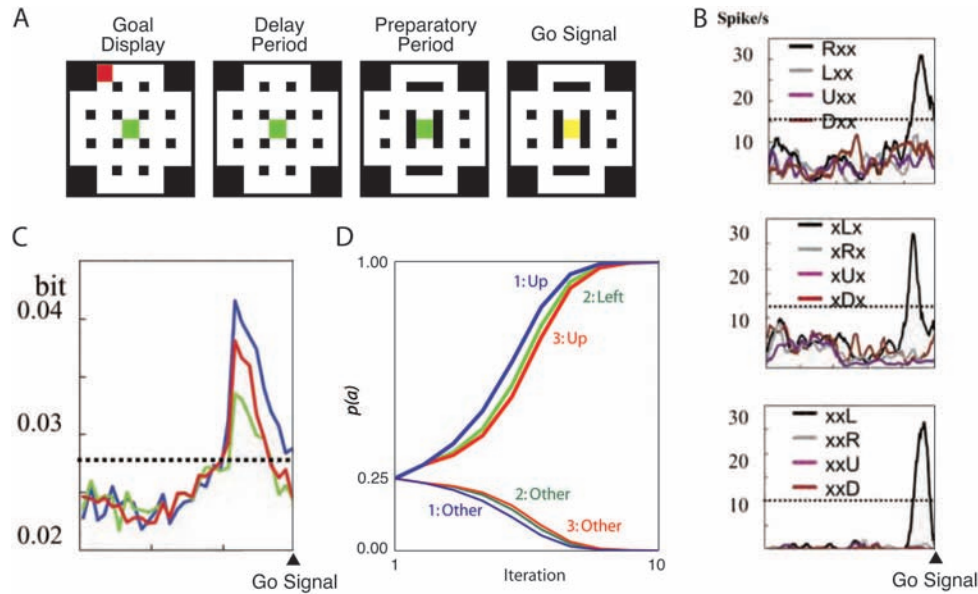 A
Goal
Display
Delay
Period
Preparatory
Period
Go Signal
B
Spike/s
30
20
10
Rxx
Lxx
Uxx
Dxx
30
20
10
xLx
xRx
xUx
xDx
30
20
10
xxL
xxR
xxU
xxD
Go Signal
C
bit
0.04
0.03
0.02
Go Signal
D
1.00
0.25
0.00
p(a)
1:Up
2:Left
3:Up
2:Other
1:Other
3:Other
1
Iteration
10